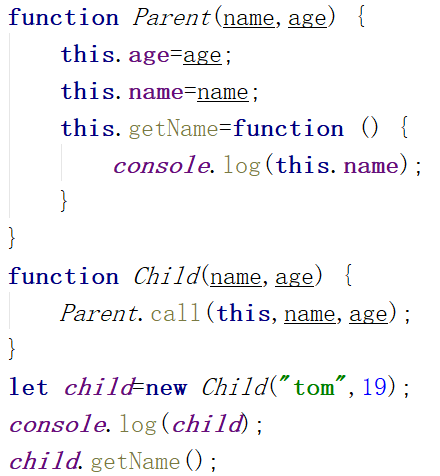 function Parent(name,age) {
    this.age=age;
    this.name=name;
    this.getName=function () {
        console.log(this.name);
    }
}
function Child(name,age) {
    Parent.call(this,name,age);
}
let child=new Child("tom",19);
console.log(child);
child.getName();